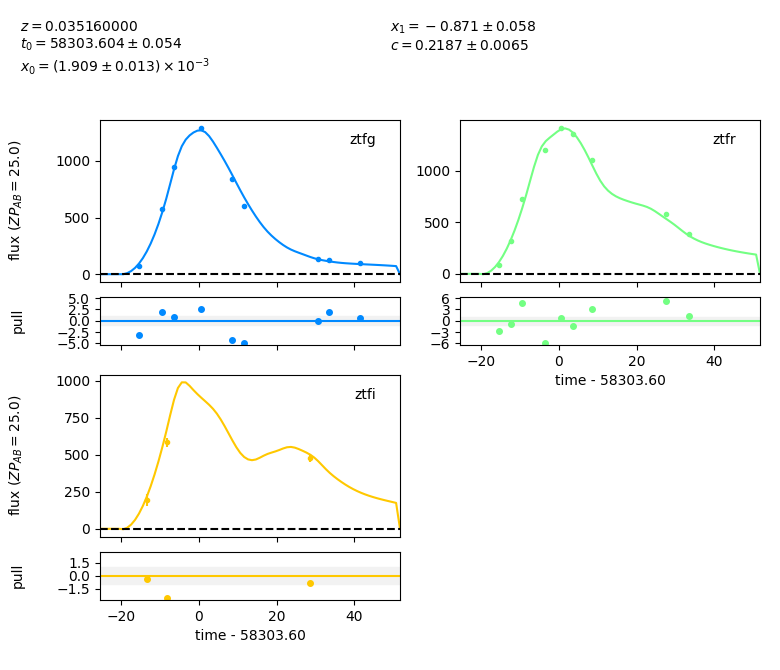 z = 0.035160000
t₀ = 58303.604 ± 0.054
x₀ = (1.909 ± 0.013) × 10⁻³
x₁ = −0.871 ± 0.058
c = 0.2187 ± 0.0065
ztfg
flux (ZP_AB = 25.0)
1000
500
0
pull
5.0
2.5
0.0
−2.5
−5.0
ztfr
1000
500
0
6
3
0
−3
−6
−20 0 20 40
time - 58303.60
ztfi
flux (ZP_AB = 25.0)
1000
750
500
250
0
pull
1.5
0.0
−1.5
−20 0 20 40
time - 58303.60